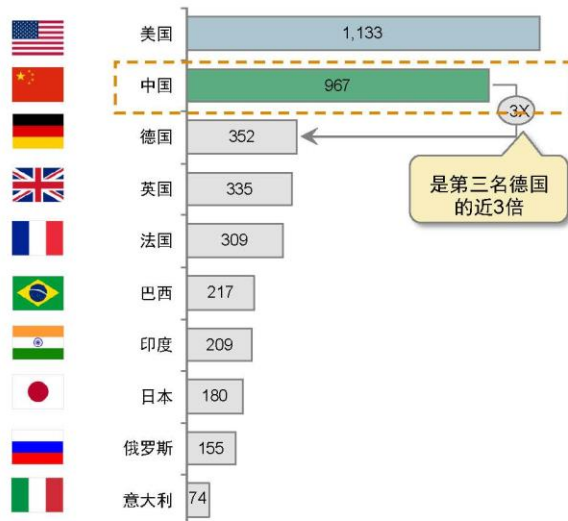 美国 1,133
中国 967
3X
德国 352
是第三名德国
的近3倍
英国 335
法国 309
巴西 217
印度 209
日本 180
俄罗斯 155
意大利 74